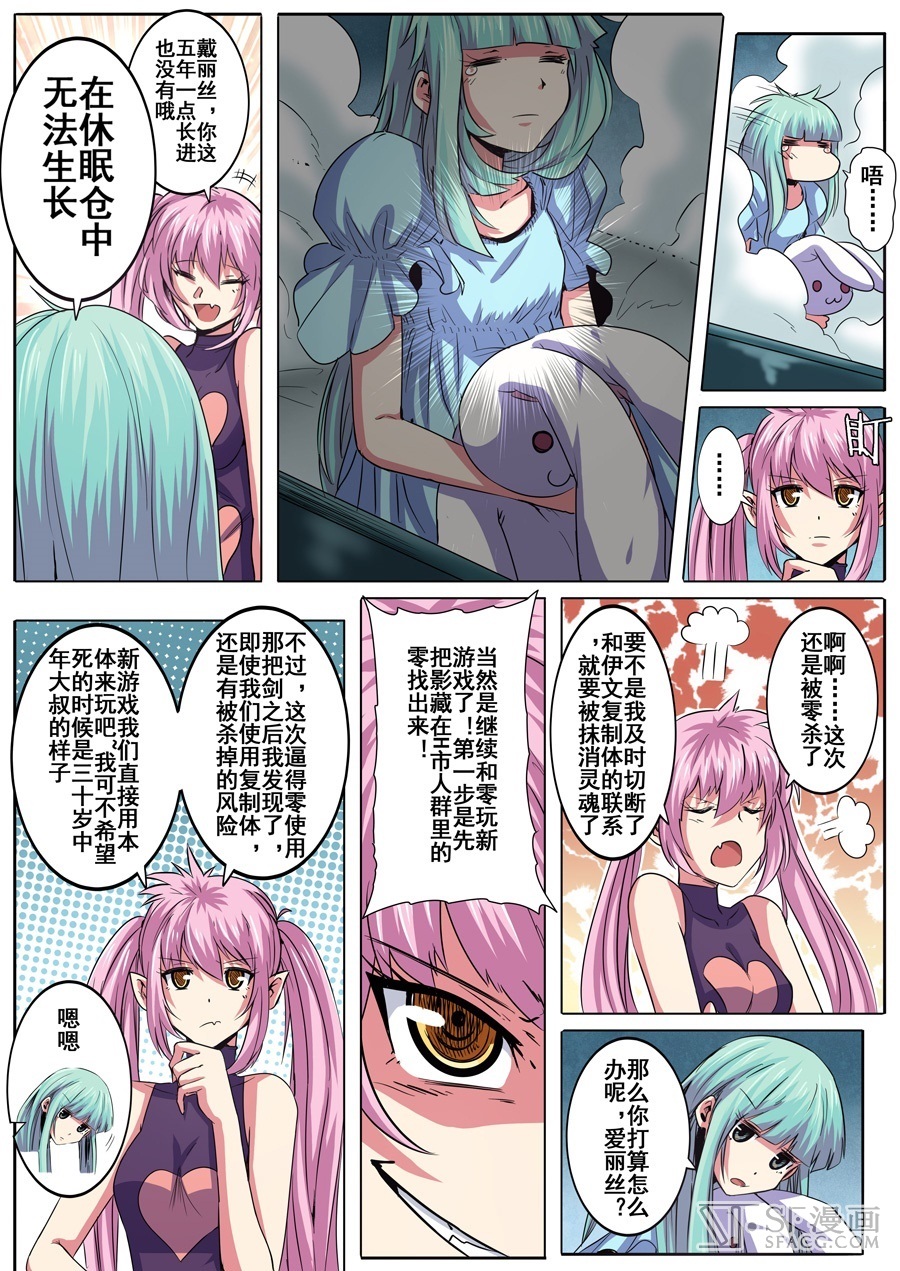 唔……
戴丽丝，你这
五年一点长进
也没有哦
在休眠仓中
无法生长
……
盯
啊啊……这次
还是被零杀了
要不是我及时切断了
和伊文复制体的联系
，就要被抹消灵魂了
那么你打算怎么
办呢，爱丽丝？
当然是继续和零玩新
游戏了！第一步是先
把影藏在H市人群里的
零找出来！
不过，这次逼得零使用
那把剑之后我发现了，
即使我们使用复制体，
还是有被杀掉的风险
新游戏我们直接用本
体来玩吧，我可不希望
死的时候是三十岁中
年大叔的样子
嗯嗯
SF漫画
SFACG.COM